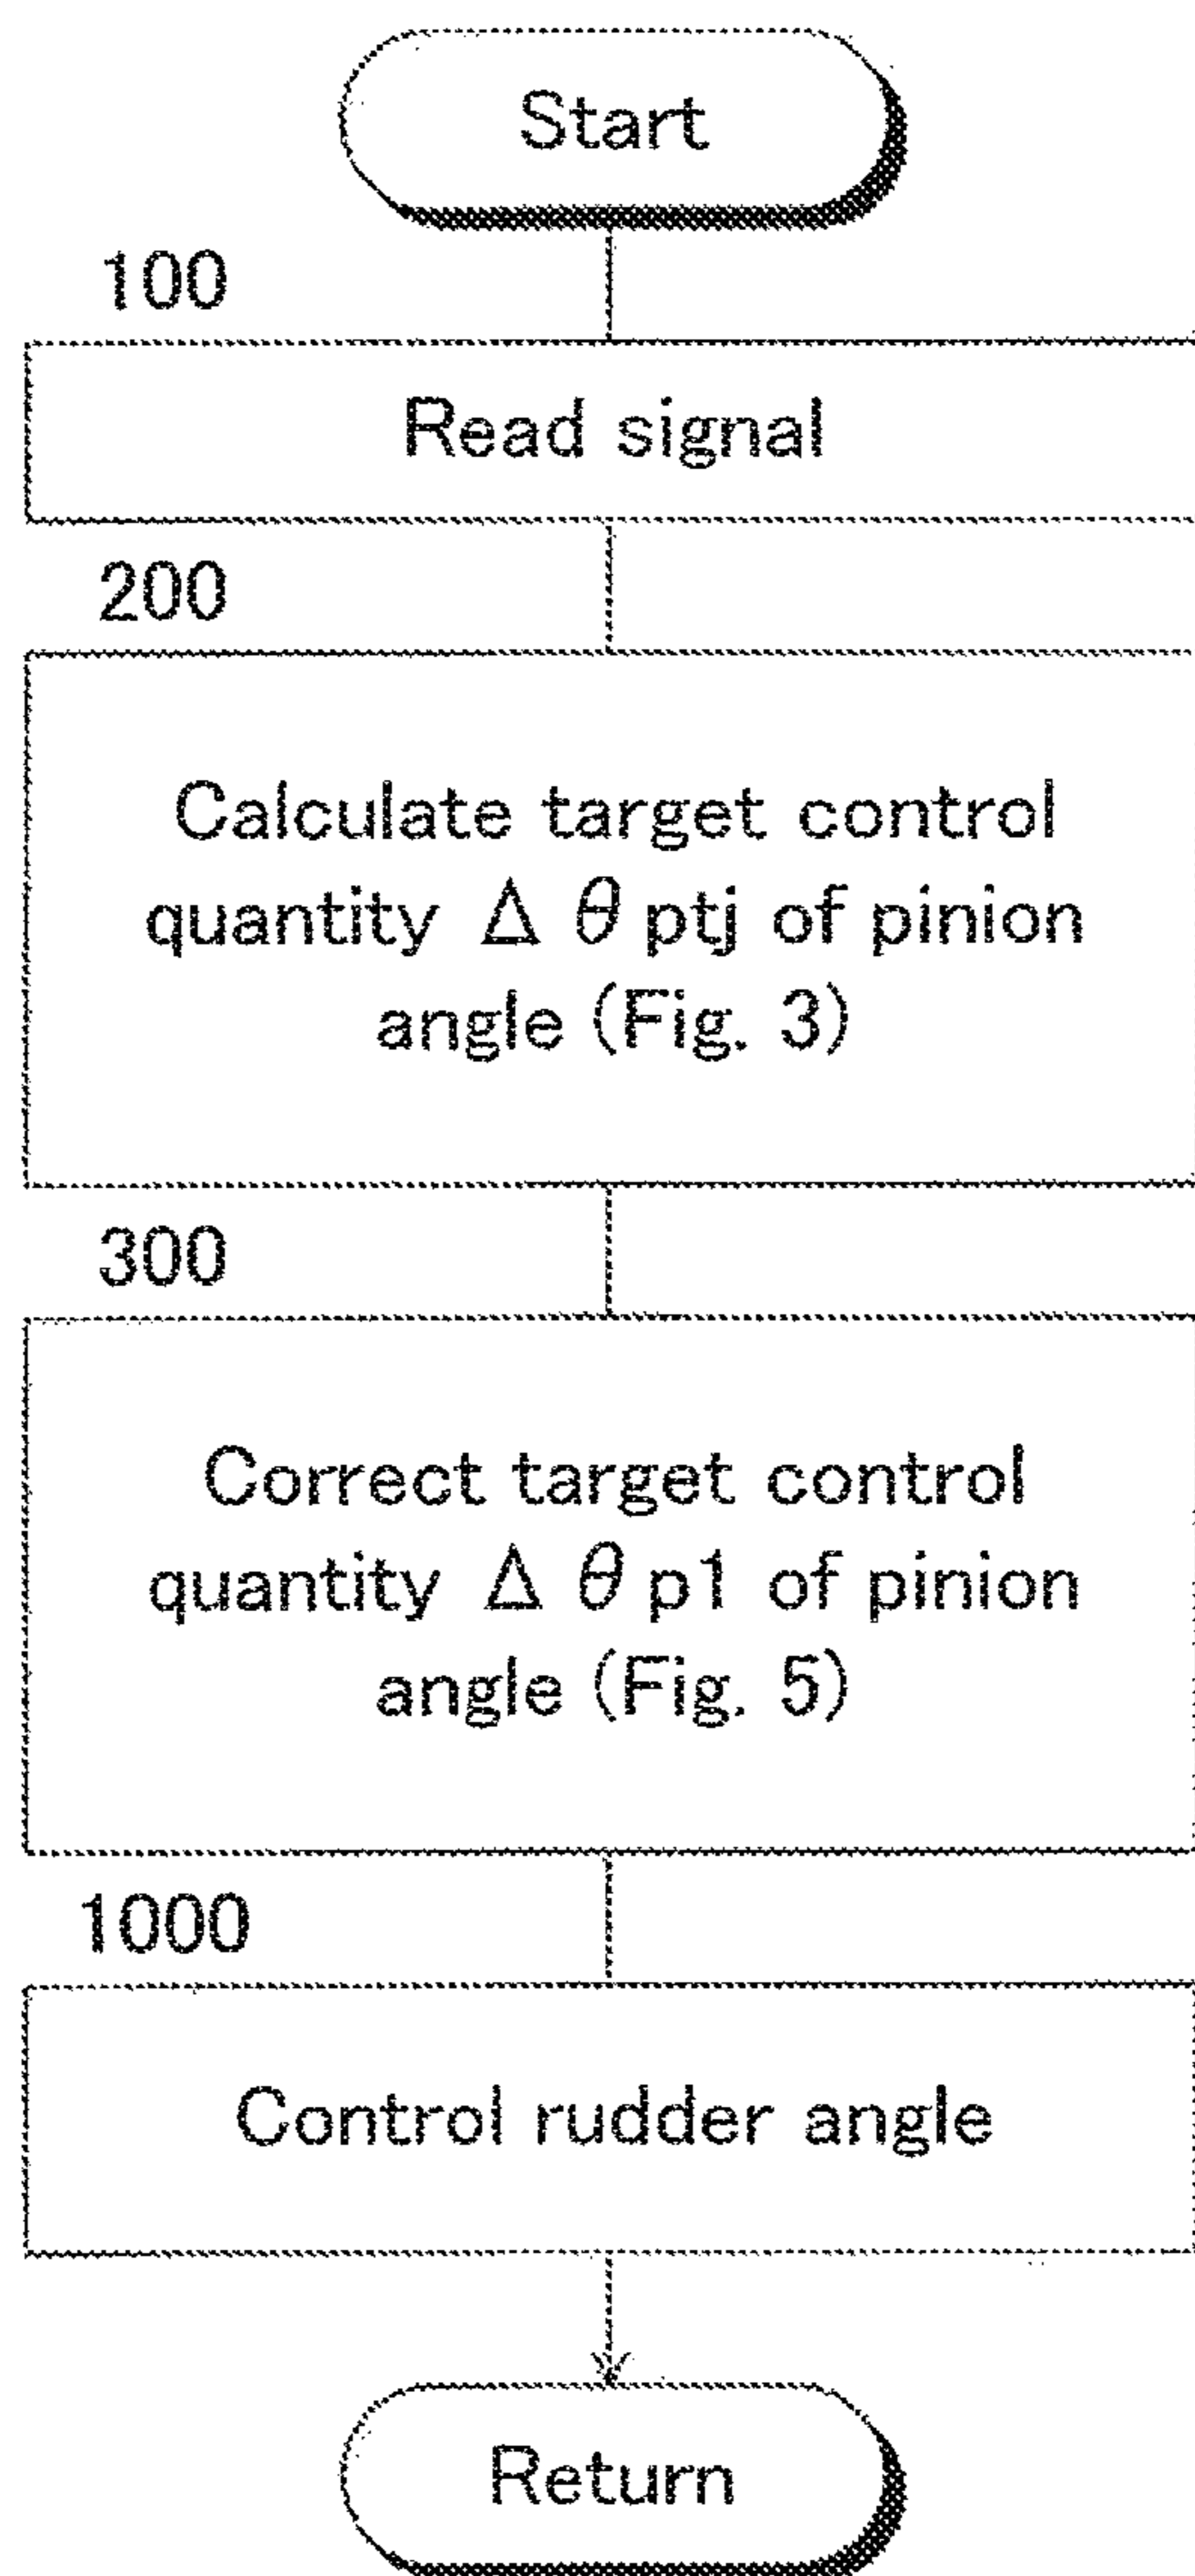 Start
100
Read signal
200
Calculate target control
quantity Δ θ ptj of pinion
angle (Fig. 3)
300
Correct target control
quantity Δ θ p1 of pinion
angle (Fig. 5)
1000
Control rudder angle
Return